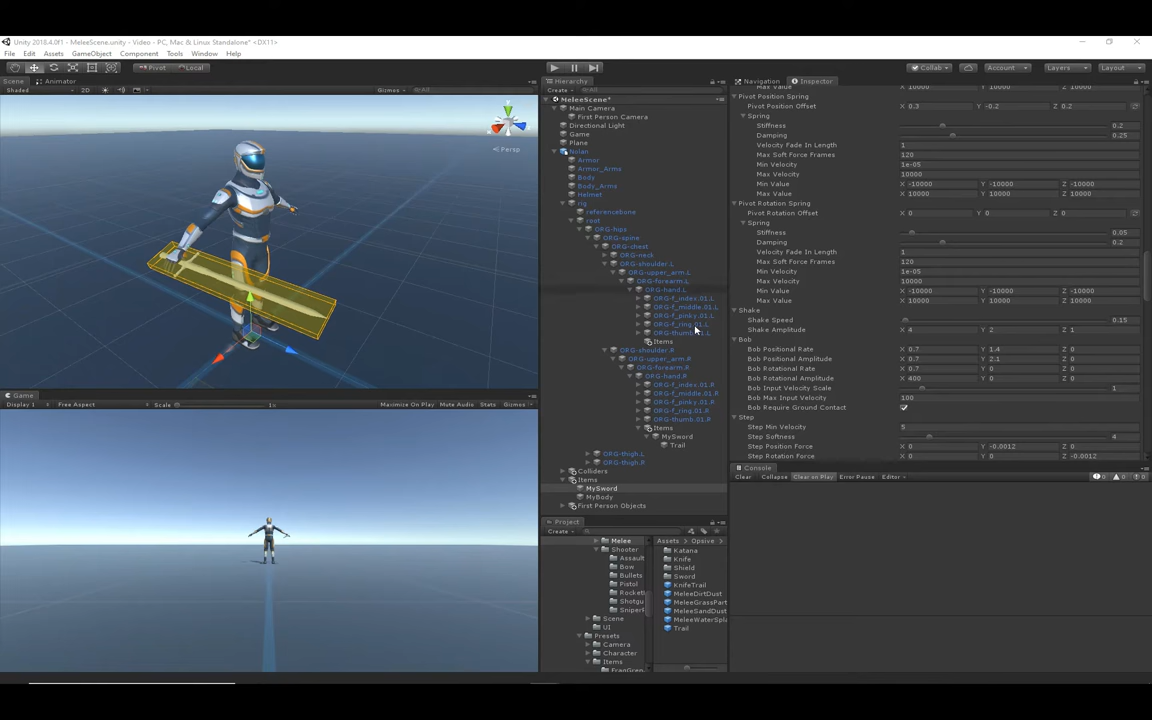 Unity 2018.4.0f1 - MeleeScene.unity - Video - PC, Mac & Linux Standalone* <DX11>
File Edit Assets GameObject Component Tools Window Help
Pivot Local
Collab Account Layers Layout
Scene Animator
Shaded 2D Gizmos All
Persp
Game
Display 1 Free Aspect Scale 1x Maximize On Play Mute Audio Stats Gizmos
Hierarchy
Create All
MeleeScene*
Main Camera
First Person Camera
Directional Light
Game
Plane
Nolan
Armor
Armor_Arms
Body
Body_Arms
Helmet
rig
referencebone
root
ORG-hips
ORG-spine
ORG-chest
ORG-neck
ORG-shoulder.L
ORG-upper_arm.L
ORG-forearm.L
ORG-hand.L
ORG-f_index.01.L
ORG-f_middle.01.L
ORG-f_pinky.01.L
ORG-f_ring.01.L
ORG-thumb.01.L
Items
ORG-shoulder.R
ORG-upper_arm.R
ORG-forearm.R
ORG-hand.R
ORG-f_index.01.R
ORG-f_middle.01.R
ORG-f_pinky.01.R
ORG-f_ring.01.R
ORG-thumb.01.R
Items
MySword
Trail
ORG-thigh.L
ORG-thigh.R
Colliders
Items
MySword
MyBody
First Person Objects
Project
Create
Melee
Shooter
Assault
Bow
Bullets
Pistol
Rocket
Shotgu
SniperF
Scene
UI
Presets
Camera
Character
Items
FragGren
Assets Opsive
Katana
Knife
Shield
Sword
KnifeTrail
MeleeDirtDust
MeleeGrassPart
MeleeSandDust
MeleeWaterSpla
Trail
Navigation Inspector
Max Value X 10000 Y 10000 Z 10000
Pivot Position Spring
Pivot Position Offset X 0.3 Y -0.2 Z 0.2
Spring
Stiffness 0.2
Damping 0.25
Velocity Fade In Length 1
Max Soft Force Frames 120
Min Velocity 1e-05
Max Velocity 10000
Min Value X -10000 Y -10000 Z -10000
Max Value X 10000 Y 10000 Z 10000
Pivot Rotation Spring
Pivot Rotation Offset X 0 Y 0 Z 0
Spring
Stiffness 0.05
Damping 0.2
Velocity Fade In Length 1
Max Soft Force Frames 120
Min Velocity 1e-05
Max Velocity 10000
Min Value X -10000 Y -10000 Z -10000
Max Value X 10000 Y 10000 Z 10000
Shake
Shake Speed 0.15
Shake Amplitude X 4 Y 2 Z 1
Bob
Bob Positional Rate X 0.7 Y 1.4 Z 0
Bob Positional Amplitude X 0.7 Y 2.1 Z 0
Bob Rotational Rate X 0.7 Y 0 Z 0
Bob Rotational Amplitude X 400 Y 0 Z 0
Bob Input Velocity Scale 1
Bob Max Input Velocity 100
Bob Require Ground Contact
Step
Step Min Velocity 5
Step Softness 4
Step Position Force X 0 Y -0.0012 Z 0
Step Rotation Force X 0 Y 0 Z -0.0012
Console
Clear Collapse Clear on Play Error Pause Editor 0 0 0